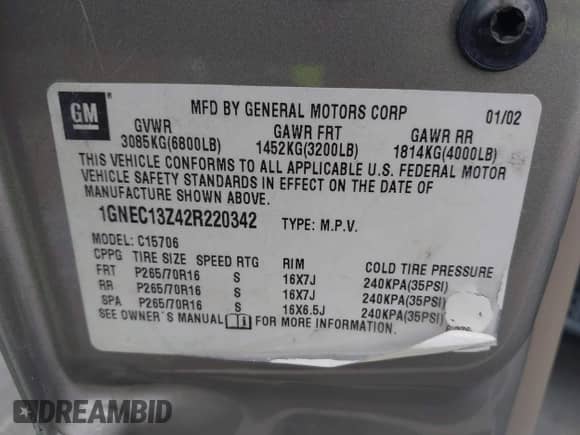 GM
MFD BY GENERAL MOTORS CORP 01/02
GVWR GAWR FRT GAWR RR
3085KG(6800LB) 1452KG(3200LB) 1814KG(4000LB)
THIS VEHICLE CONFORMS TO ALL APPLICABLE U.S. FEDERAL MOTOR
VEHICLE SAFETY STANDARDS IN EFFECT ON THE DATE OF
MANUFACTURE SHOWN ABOVE.
1GNEC13Z42R220342 TYPE: M.P.V.
MODEL: C15706
CPPG TIRE SIZE SPEED RTG RIM COLD TIRE PRESSURE
FRT P265/70R16 S 16X7J 240KPA(35PSI)
RR P265/70R16 S 16X7J 240KPA(35PSI)
SPA P265/70R16 S 16X6.5J 240KPA(35PSI)
SEE OWNER'S MANUAL FOR MORE INFORMATION.
DREAMBID